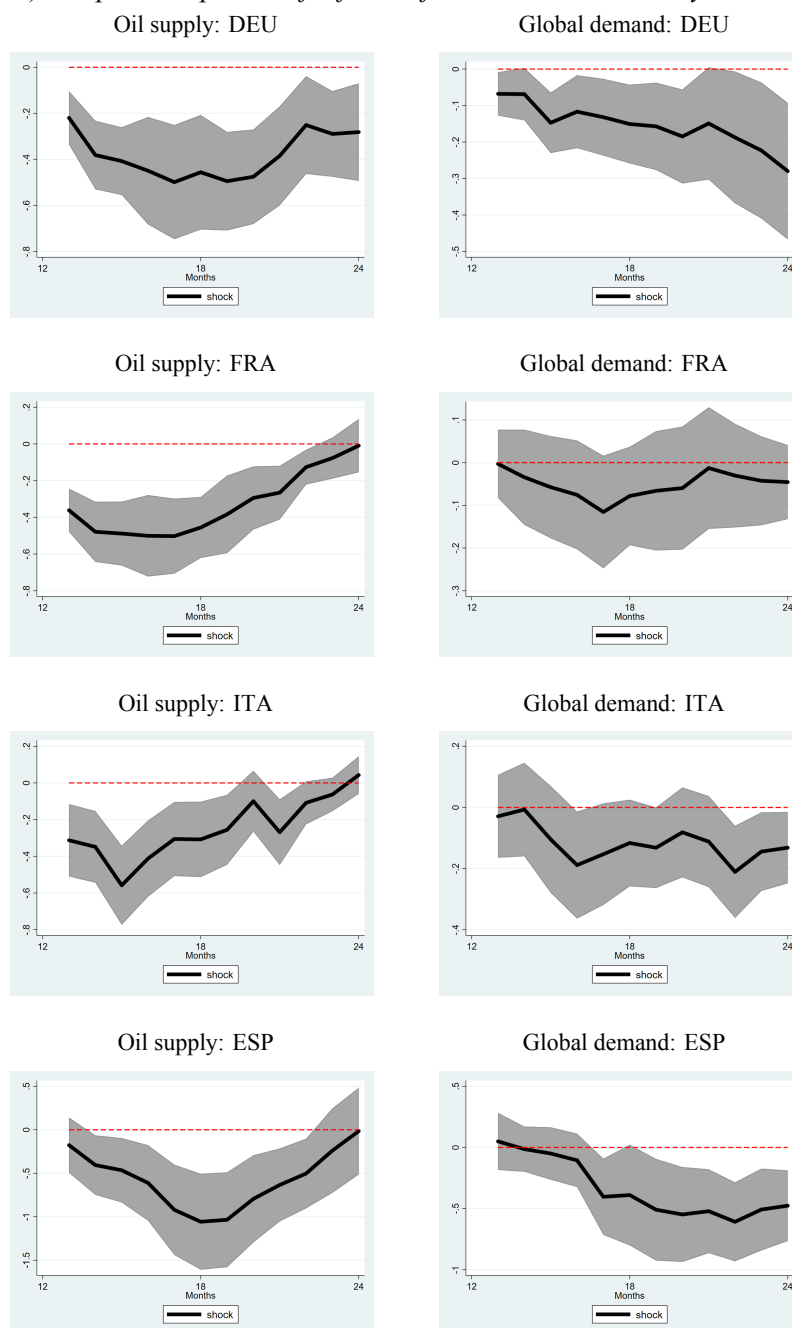 Oil supply: DEU
Global demand: DEU
0
-.2
-.4
-.6
-.8
12
18
24
Months
shock
0
-.1
-.2
-.3
-.4
-.5
12
18
24
Months
shock
Oil supply: FRA
Global demand: FRA
.2
0
-.2
-.4
-.6
-.8
12
18
24
Months
shock
.1
0
-.1
-.2
-.3
12
18
24
Months
shock
Oil supply: ITA
Global demand: ITA
.2
0
-.2
-.4
-.6
-.8
12
18
24
Months
shock
.2
0
-.2
-.4
12
18
24
Months
shock
Oil supply: ESP
Global demand: ESP
.5
0
-.5
-1
-1.5
12
18
24
Months
shock
.5
0
-.5
-1
12
18
24
Months
shock